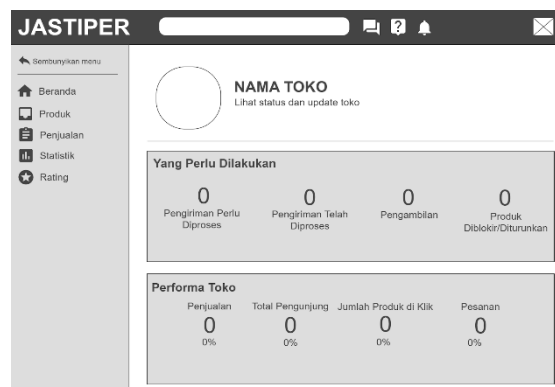 JASTIPER
Sembunyikan menu
Beranda
Produk
Penjualan
Statistik
Rating
NAMA TOKO
Lihat status dan update toko
Yang Perlu Dilakukan
0 0 0 0
Pengiriman Perlu Pengiriman Telah Pengambilan Produk
Diproses Diproses Diblokir/Diturunkan
Performa Toko
Penjualan Total Pengunjung Jumlah Produk di Klik Pesanan
0 0 0 0
0% 0% 0% 0%